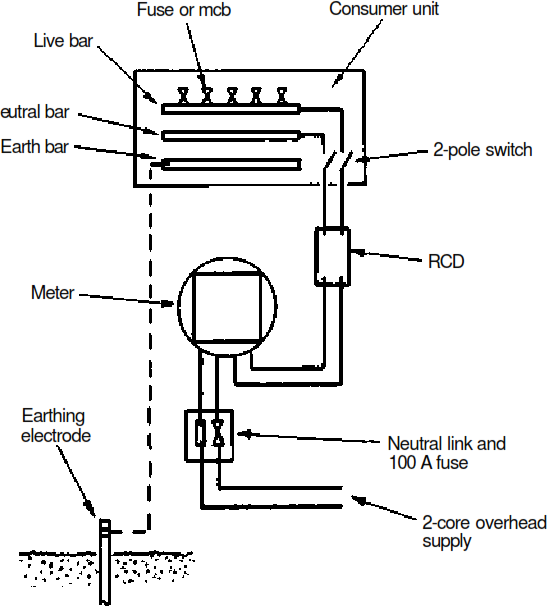 Fuse or mcb
Consumer unit
Live bar
eutral bar
Earth bar
2-pole switch
RCD
Meter
Earthing
electrode
Neutral link and
100 A fuse
2-core overhead
supply